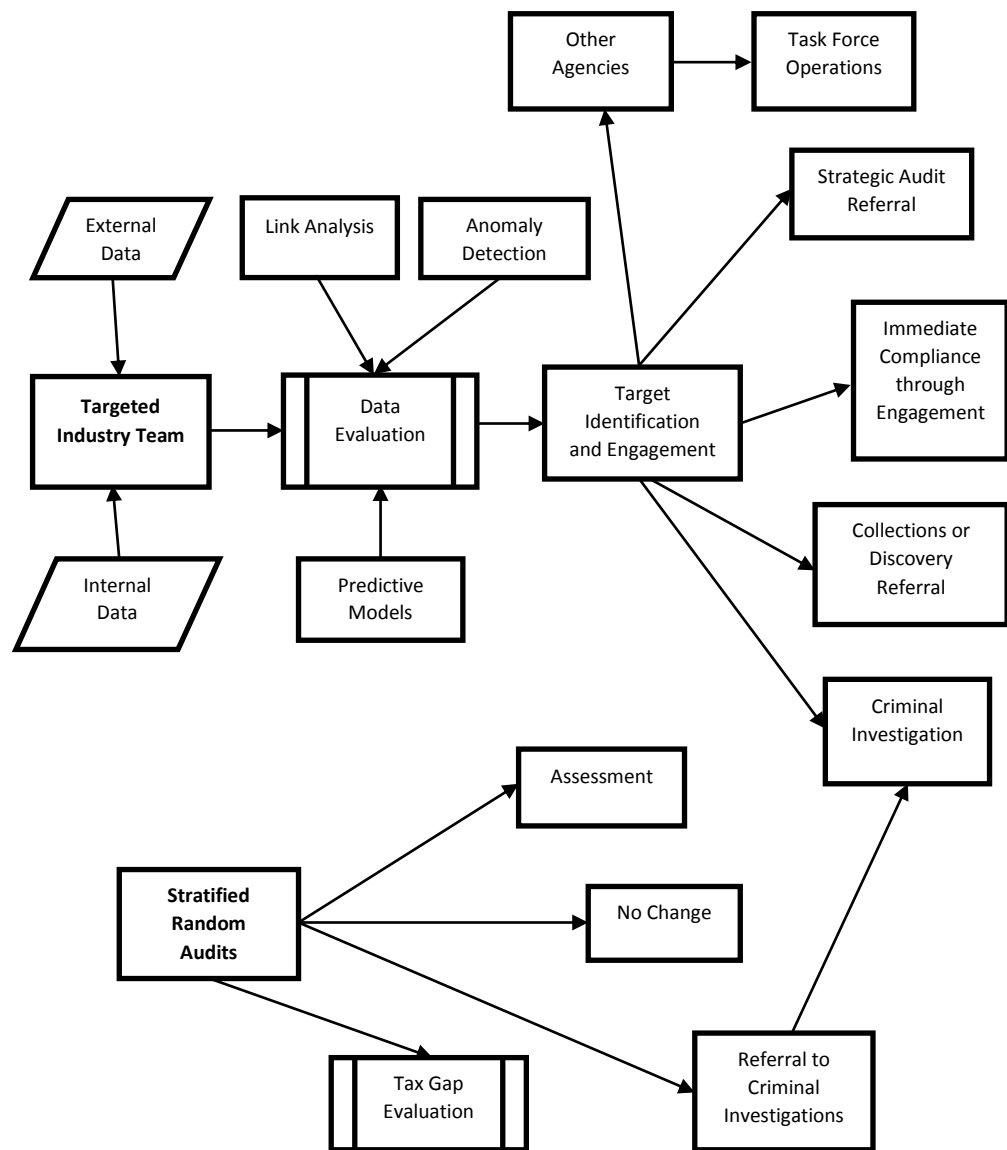 Other
Agencies
Task Force
Operations
Strategic Audit
Referral
External
Data
Link Analysis
Anomaly
Detection
Immediate
Compliance
through
Engagement
Targeted
Industry Team
Data
Evaluation
Target
Identification
and Engagement
Collections or
Discovery
Referral
Internal
Data
Predictive
Models
Criminal
Investigation
Assessment
Stratified
Random
Audits
No Change
Tax Gap
Evaluation
Referral to
Criminal
Investigations